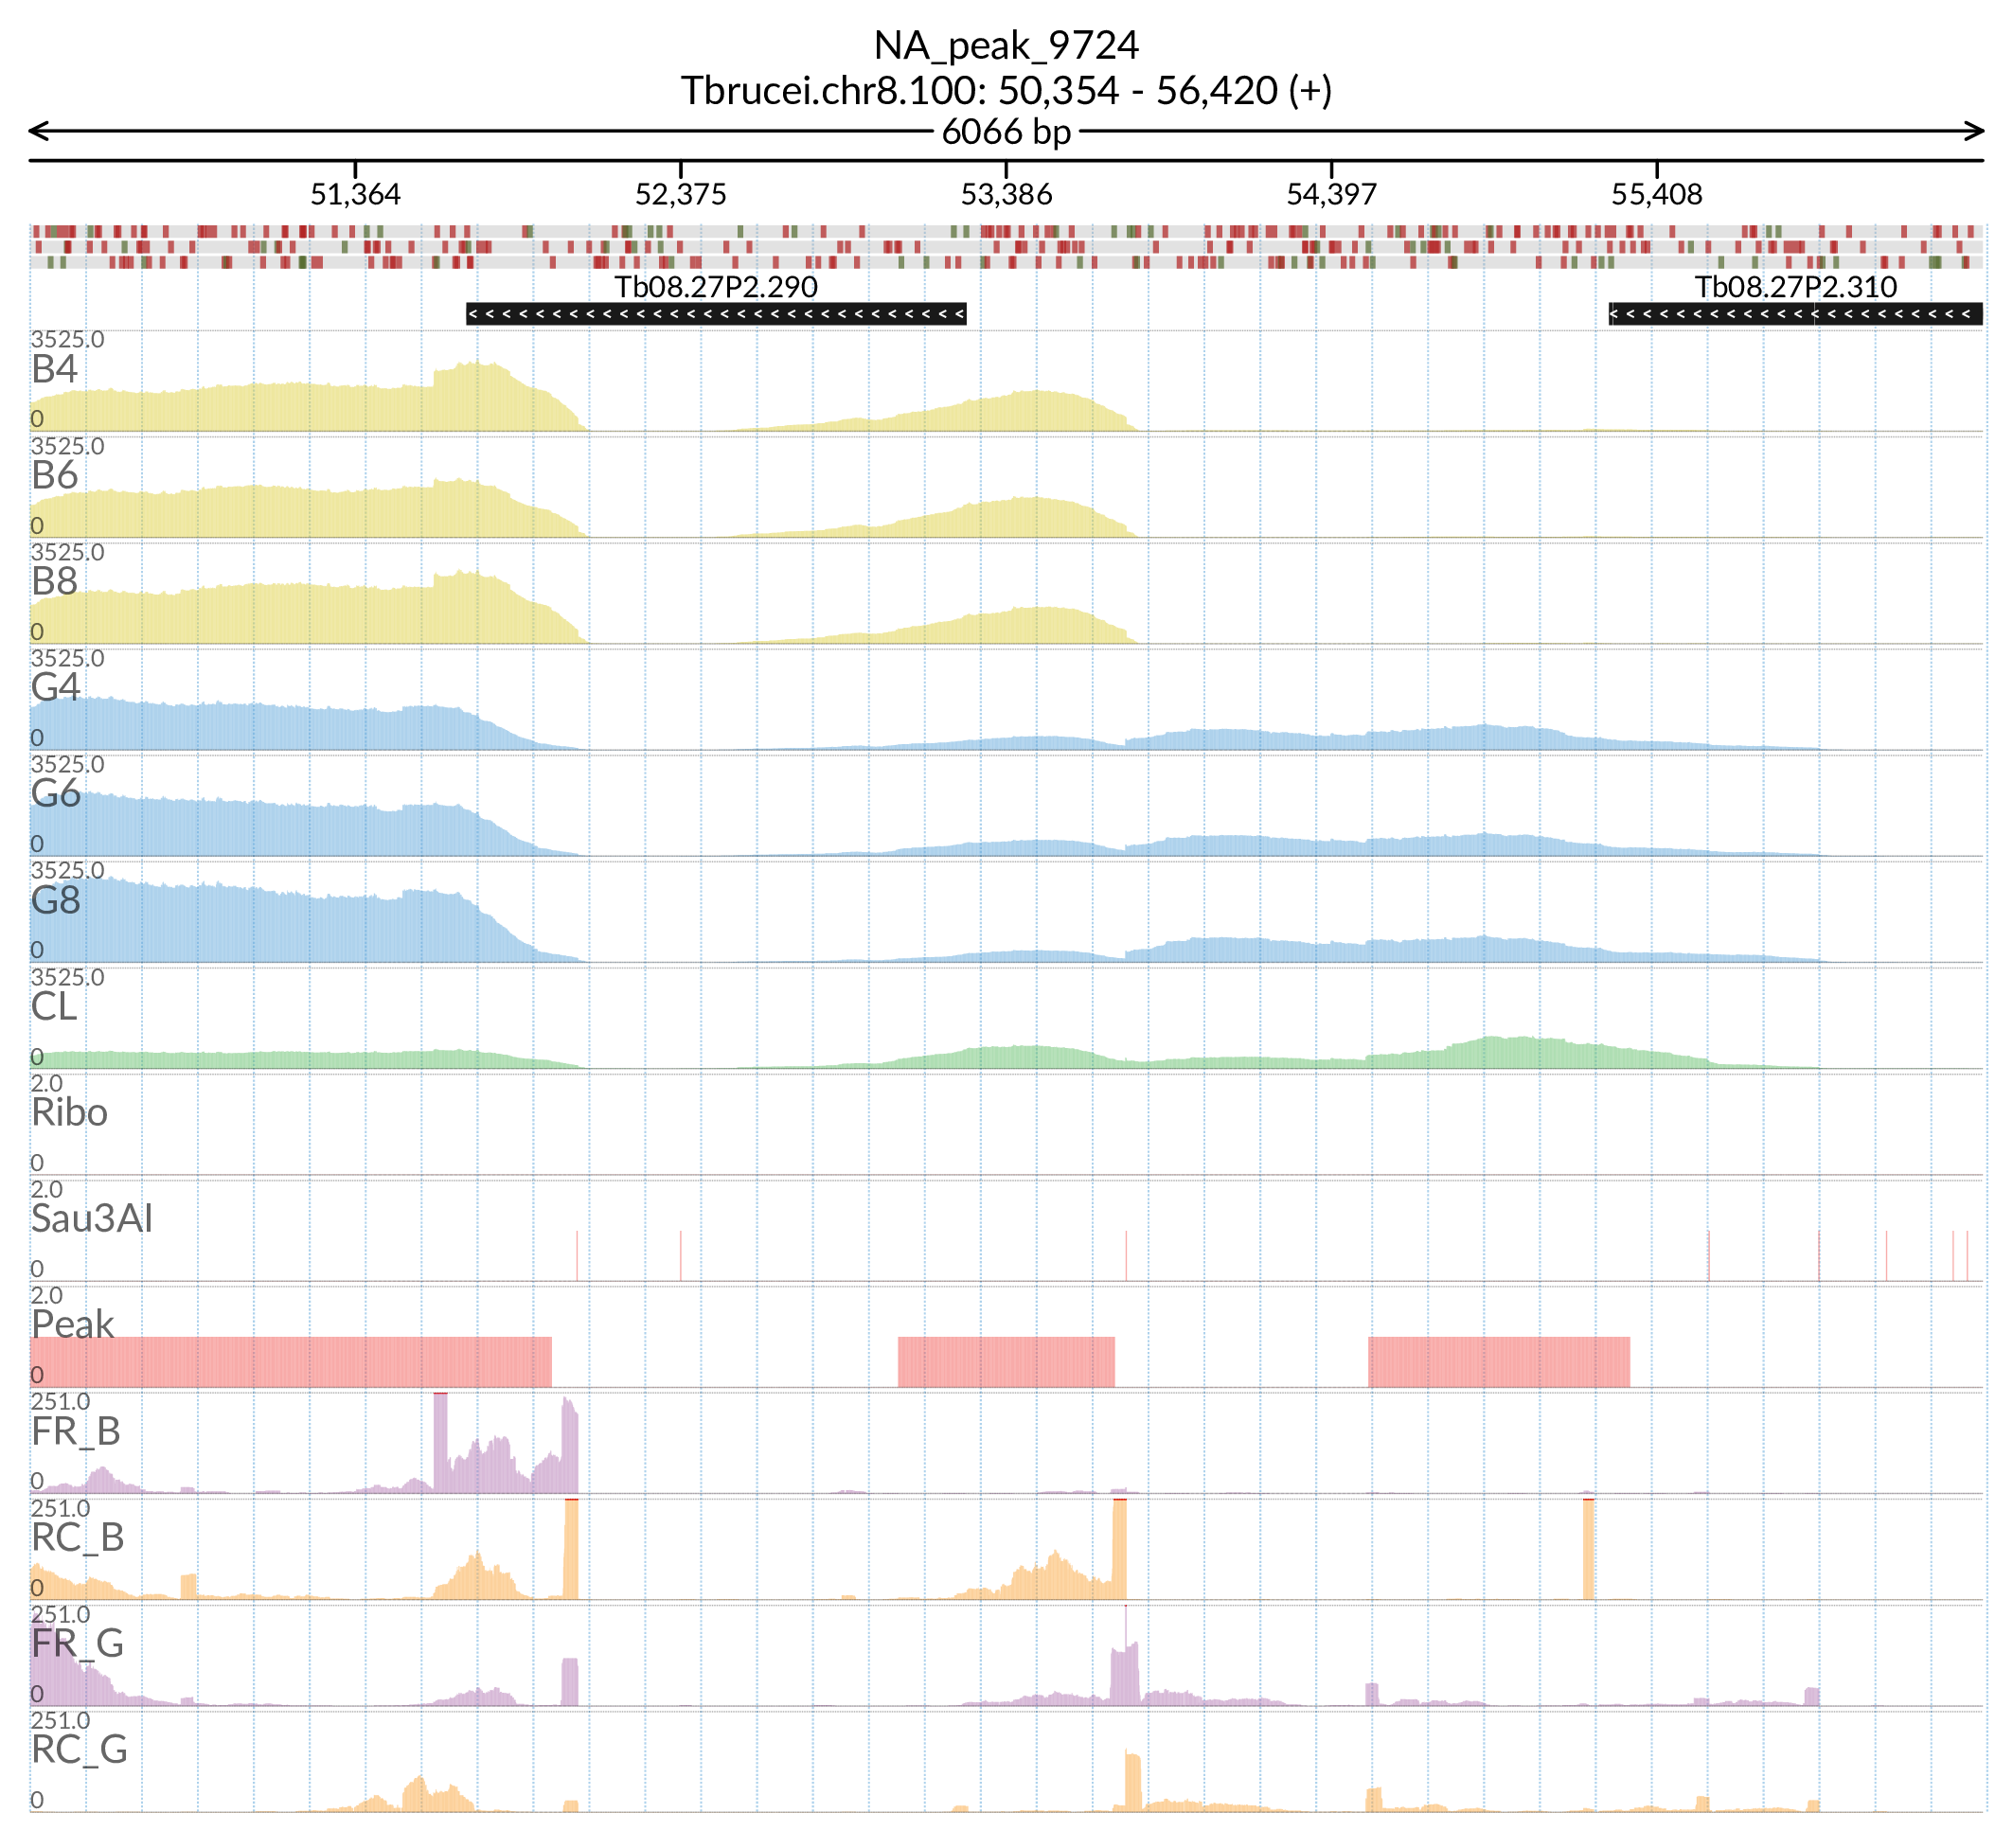 NA_peak_9724
Tbrucei.chr8.100: 50,354 - 56,420 (+)
6066 bp
51,364 52,375 53,386 54,397 55,408
Tb08.27P2.290 Tb08.27P2.310
3525.0
B4
0
3525.0
B6
0
3525.0
B8
0
3525.0
G4
0
3525.0
G6
0
3525.0
G8
0
3525.0
CL
0
2.0
Ribo
0
2.0
Sau3AI
0
2.0
Peak
0
251.0
FR_B
0
251.0
RC_B
0
251.0
FR_G
0
251.0
RC_G
0